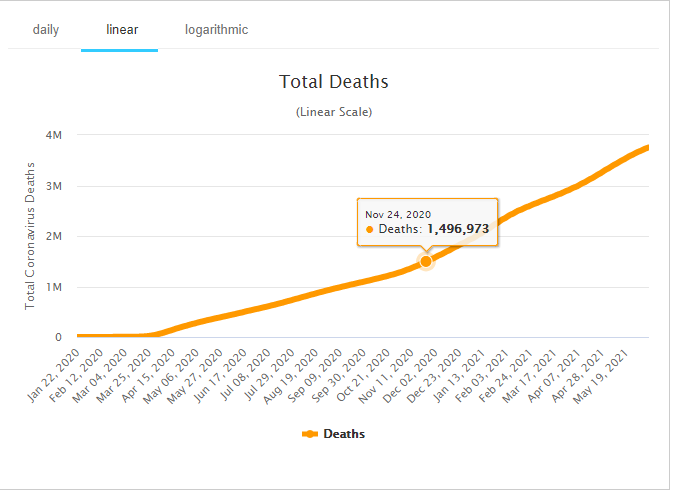 daily linear logarithmic
Total Deaths
(Linear Scale)
Total Coronavirus Deaths
4M
3M
2M
1M
0
Nov 24, 2020
Deaths: 1,496,973
Jan 22, 2020
Feb 12, 2020
Mar 04, 2020
Mar 25, 2020
Apr 15, 2020
May 06, 2020
May 27, 2020
Jun 17, 2020
Jul 08, 2020
Jul 29, 2020
Aug 19, 2020
Sep 09, 2020
Sep 30, 2020
Oct 21, 2020
Nov 11, 2020
Dec 02, 2020
Dec 23, 2020
Jan 13, 2021
Feb 03, 2021
Feb 24, 2021
Mar 17, 2021
Apr 07, 2021
Apr 28, 2021
May 19, 2021
Deaths